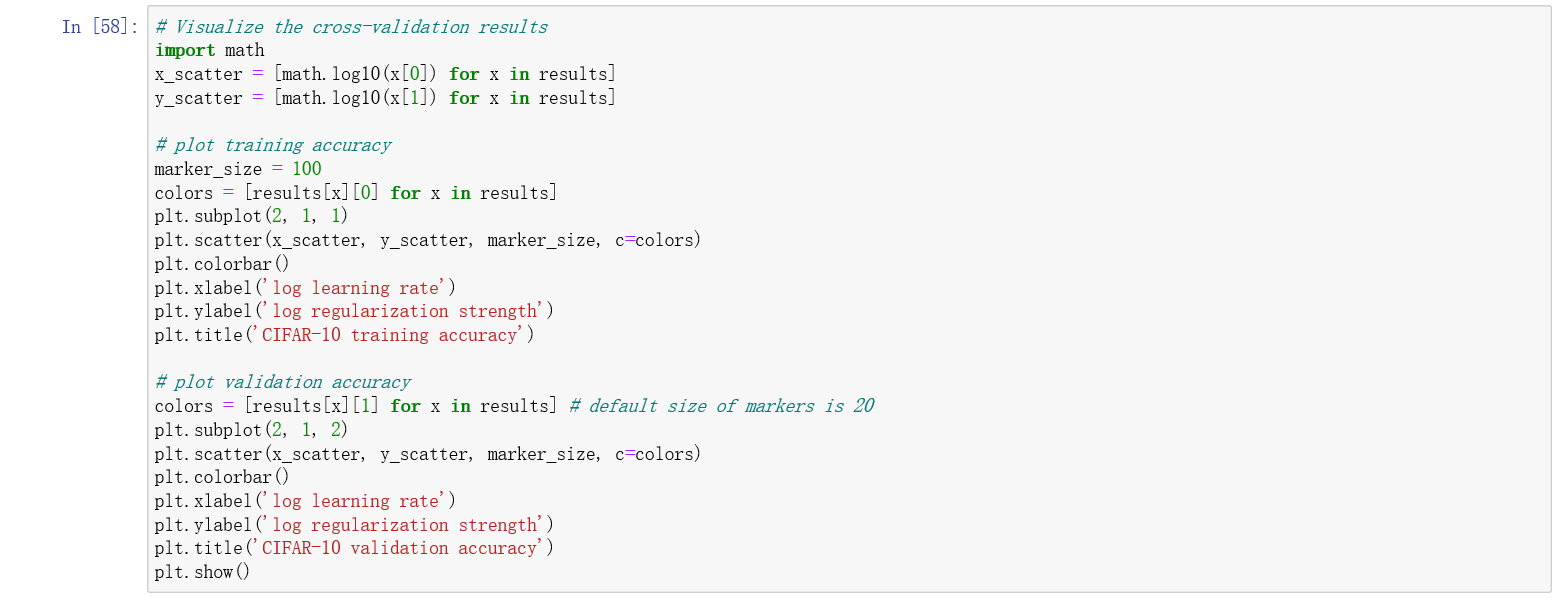 In [58]: # Visualize the cross-validation results
import math
x_scatter = [math.log10(x[0]) for x in results]
y_scatter = [math.log10(x[1]) for x in results]

# plot training accuracy
marker_size = 100
colors = [results[x][0] for x in results]
plt.subplot(2, 1, 1)
plt.scatter(x_scatter, y_scatter, marker_size, c=colors)
plt.colorbar()
plt.xlabel('log learning rate')
plt.ylabel('log regularization strength')
plt.title('CIFAR-10 training accuracy')

# plot validation accuracy
colors = [results[x][1] for x in results] # default size of markers is 20
plt.subplot(2, 1, 2)
plt.scatter(x_scatter, y_scatter, marker_size, c=colors)
plt.colorbar()
plt.xlabel('log learning rate')
plt.ylabel('log regularization strength')
plt.title('CIFAR-10 validation accuracy')
plt.show()